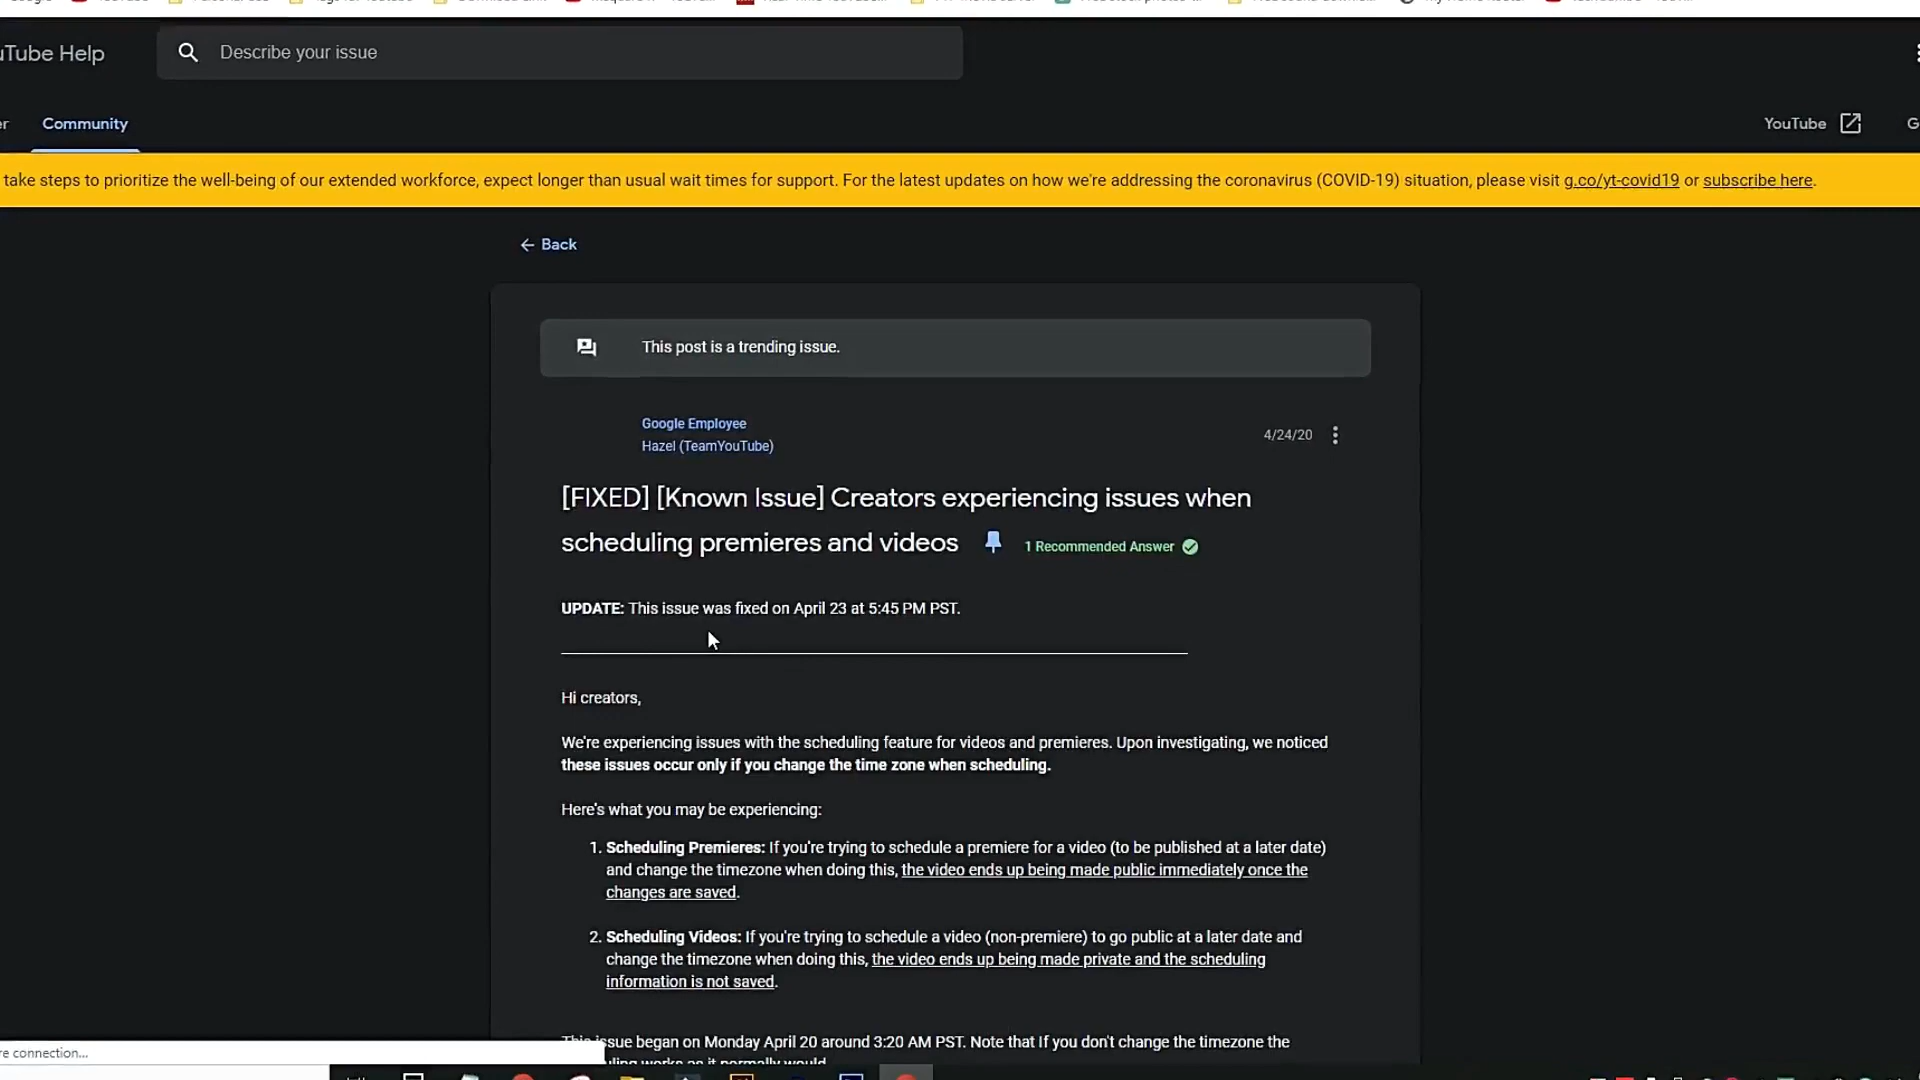 uTube Help
Describe your issue
er
Community
YouTube
G
take steps to prioritize the well-being of our extended workforce, expect longer than usual wait times for support. For the latest updates on how we're addressing the coronavirus (COVID-19) situation, please visit g.co/yt-covid19 or subscribe here.
Back
This post is a trending issue.
Google Employee
Hazel (TeamYouTube)
4/24/20
[FIXED] [Known Issue] Creators experiencing issues when
scheduling premieres and videos
1 Recommended Answer
UPDATE: This issue was fixed on April 23 at 5:45 PM PST.
Hi creators,
We're experiencing issues with the scheduling feature for videos and premieres. Upon investigating, we noticed
these issues occur only if you change the time zone when scheduling.
Here's what you may be experiencing:
1. Scheduling Premieres: If you're trying to schedule a premiere for a video (to be published at a later date)
and change the timezone when doing this, the video ends up being made public immediately once the
changes are saved.
2. Scheduling Videos: If you're trying to schedule a video (non-premiere) to go public at a later date and
change the timezone when doing this, the video ends up being made private and the scheduling
information is not saved.
This issue began on Monday April 20 around 3:20 AM PST. Note that If you don't change the timezone the
works as it normally would
re connection...